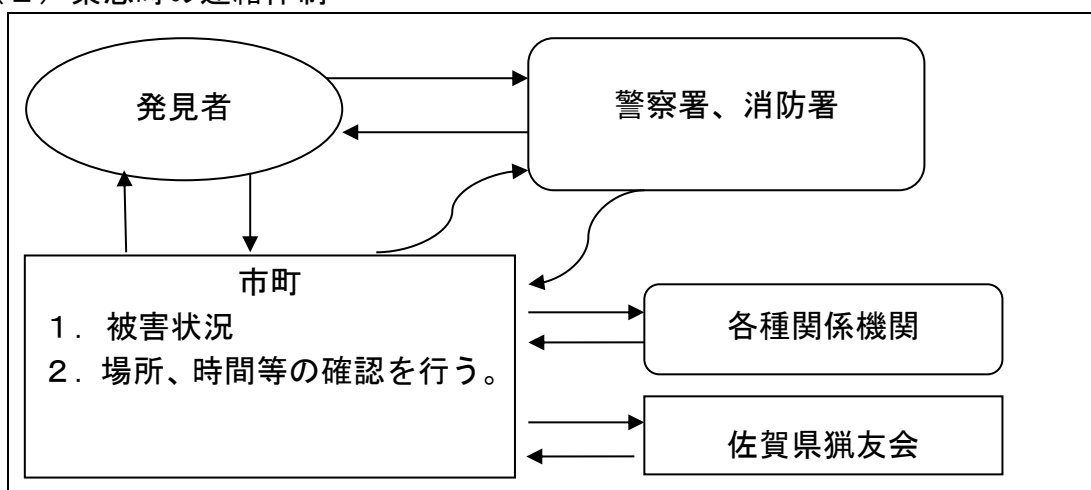 発見者
警察署、消防署
市町
１．被害状況
２．場所、時間等の確認を行う。
各種関係機関
佐賀県猟友会